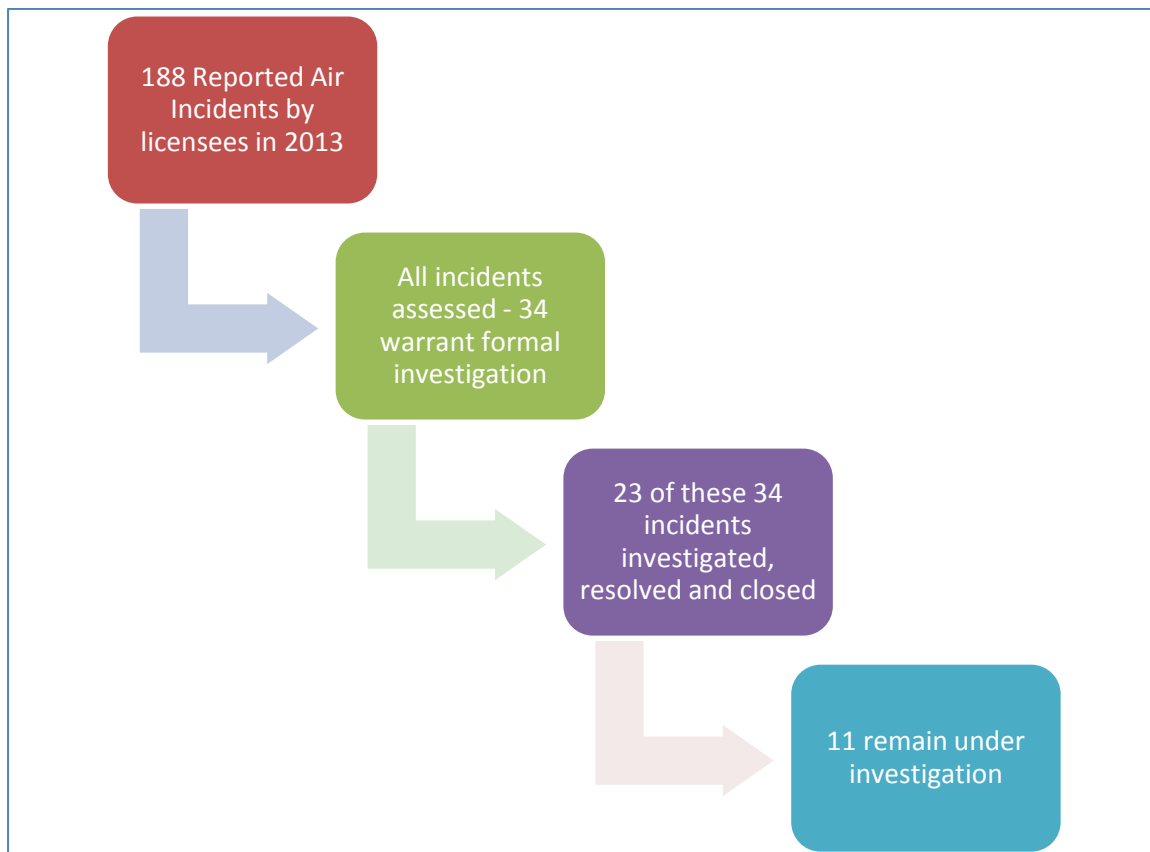 188 Reported Air
Incidents by
licensees in 2013
All incidents
assessed - 34
warrant formal
investigation
23 of these 34
incidents
investigated,
resolved and closed
11 remain under
investigation